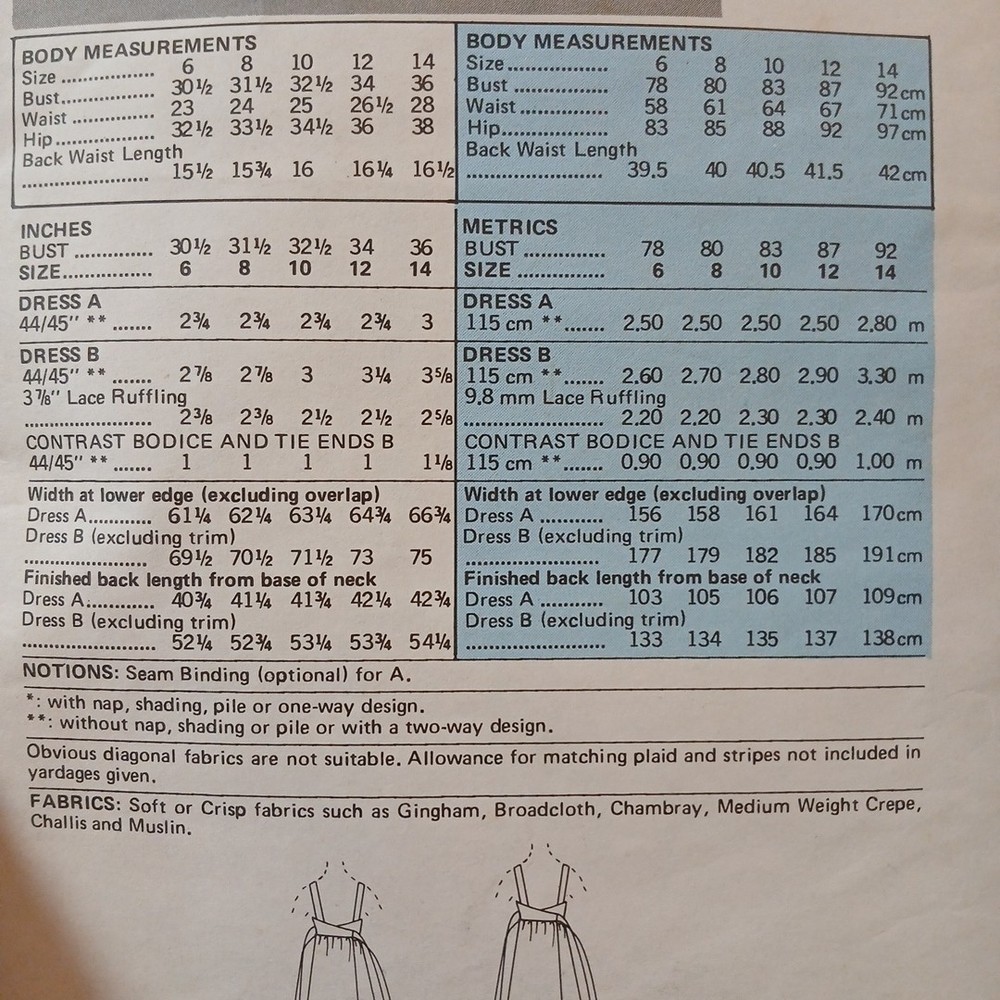 BODY MEASUREMENTS
Size ................ 6 8 10 12 14
Bust................ 30½ 31½ 32½ 34 36
Waist .............. 23 24 25 26½ 28
Hip ................. 32½ 33½ 34½ 36 38
Back Waist Length
...................... 15½ 15¾ 16 16¼ 16½
INCHES
BUST ............... 30½ 31½ 32½ 34 36
SIZE................. 6 8 10 12 14
DRESS A
44/45" ** ....... 2¾ 2¾ 2¾ 2¾ 3
DRESS B
44/45" ** ....... 2⅞ 2⅞ 3 3¼ 3⅝
3⅞" Lace Ruffling
...................... 2⅜ 2⅜ 2½ 2½ 2⅝
CONTRAST BODICE AND TIE ENDS B
44/45" ** ....... 1 1 1 1 1⅛
Width at lower edge (excluding overlap)
Dress A............ 61¼ 62¼ 63¼ 64¾ 66¾
Dress B (excluding trim)
...................... 69½ 70½ 71½ 73 75
Finished back length from base of neck
Dress A............ 40¾ 41¼ 41¾ 42¼ 42¾
Dress B (excluding trim)
...................... 52¼ 52¾ 53¼ 53¾ 54¼
BODY MEASUREMENTS
Size................. 6 8 10 12 14
Bust ................ 78 80 83 87 92cm
Waist ............... 58 61 64 67 71cm
Hip.................. 83 85 88 92 97cm
Back Waist Length
....................... 39.5 40 40.5 41.5 42cm
METRICS
BUST ............... 78 80 83 87 92
SIZE................. 6 8 10 12 14
DRESS A
115 cm **....... 2.50 2.50 2.50 2.50 2.80 m
DRESS B
115 cm **....... 2.60 2.70 2.80 2.90 3.30 m
9.8 mm Lace Ruffling
....................... 2.20 2.20 2.30 2.30 2.40 m
CONTRAST BODICE AND TIE ENDS B
115 cm **....... 0.90 0.90 0.90 0.90 1.00 m
Width at lower edge (excluding overlap)
Dress A ........... 156 158 161 164 170cm
Dress B (excluding trim)
....................... 177 179 182 185 191cm
Finished back length from base of neck
Dress A ........... 103 105 106 107 109cm
Dress B (excluding trim)
....................... 133 134 135 137 138cm
NOTIONS: Seam Binding (optional) for A.
*: with nap, shading, pile or one-way design.
**: without nap, shading or pile or with a two-way design.
Obvious diagonal fabrics are not suitable. Allowance for matching plaid and stripes not included in
yardages given.
FABRICS: Soft or Crisp fabrics such as Gingham, Broadcloth, Chambray, Medium Weight Crepe,
Challis and Muslin.